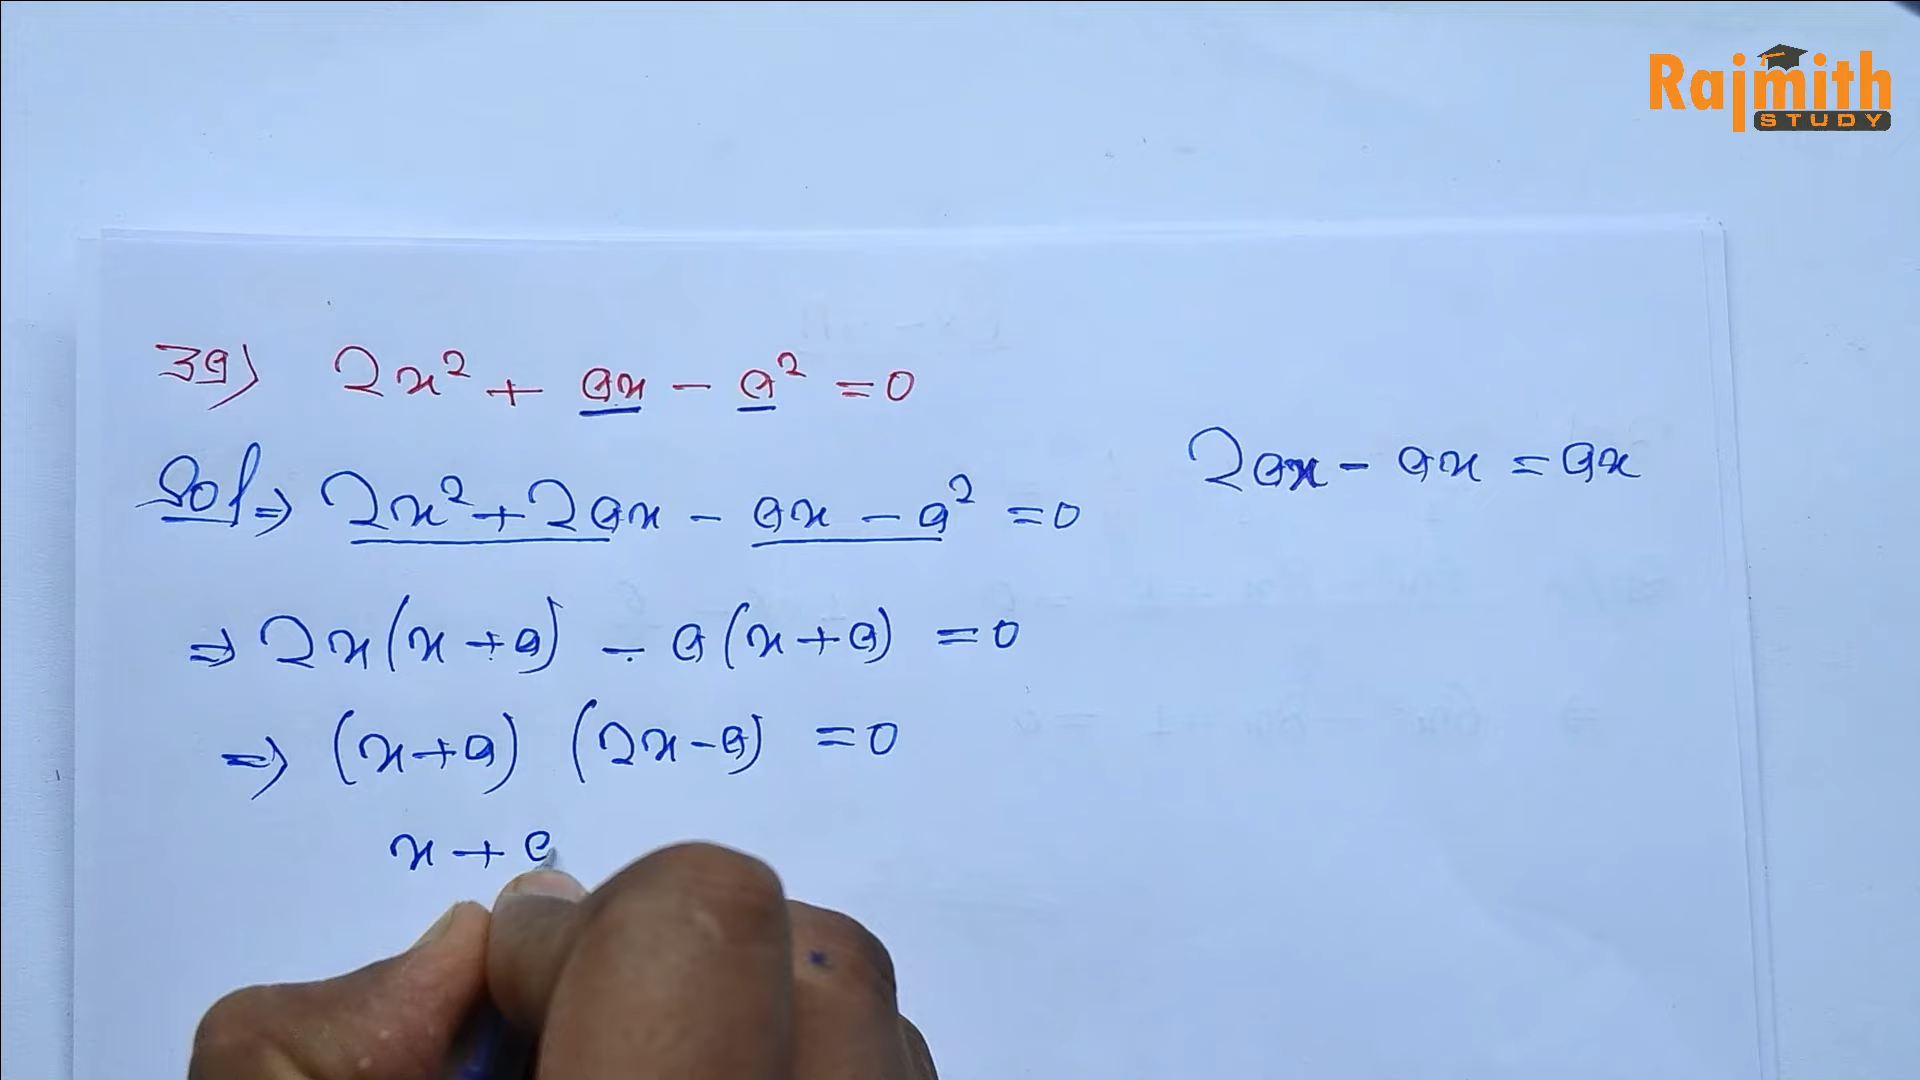 Rajmith
STUDY
39) 2x² + ax - a² = 0
Sol ⇒ 2x² + 2ax - ax - a² = 0
2ax - ax = ax
⇒ 2x(x + a) - a(x + a) = 0
⇒ (x + a) (2x - a) = 0
x + a